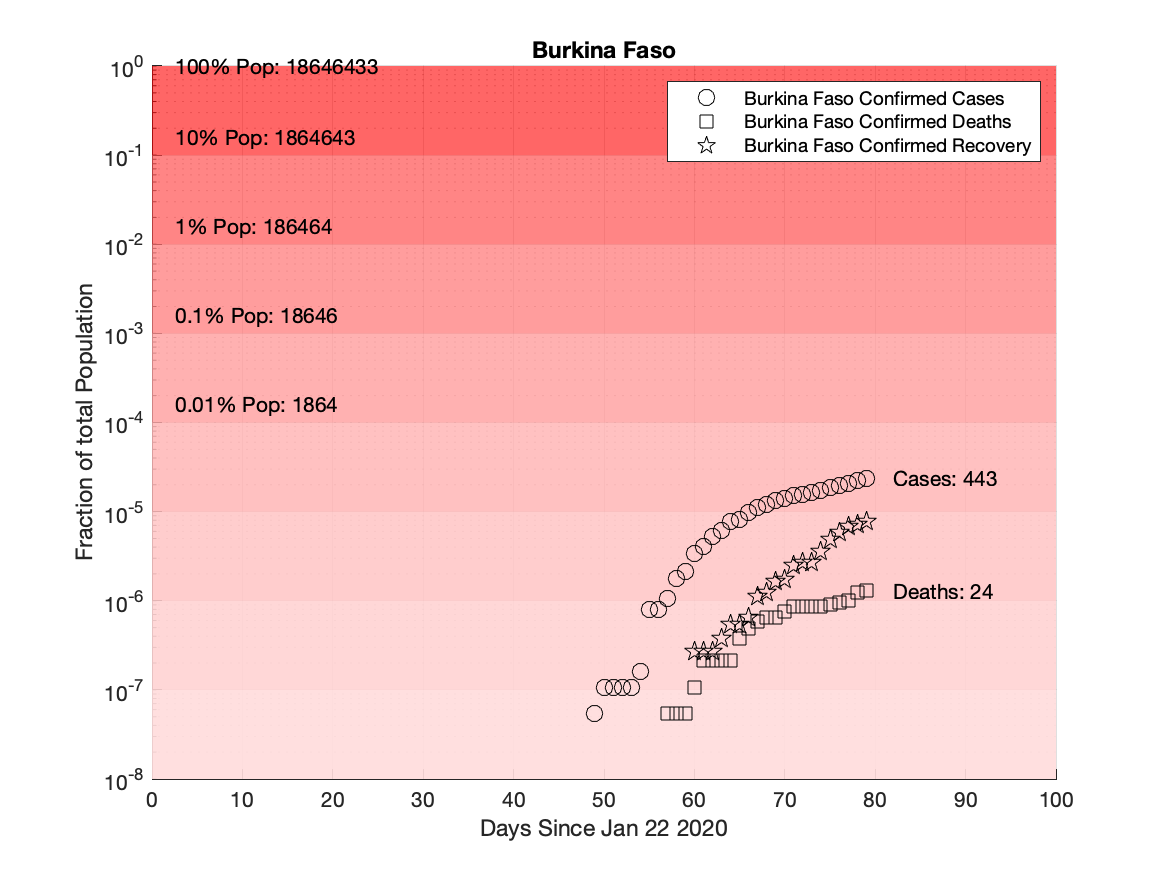 Burkina Faso
10^0
100% Pop: 18646433
Burkina Faso Confirmed Cases
Burkina Faso Confirmed Deaths
Burkina Faso Confirmed Recovery
10% Pop: 1864643
10^-1
1% Pop: 186464
10^-2
0.1% Pop: 18646
10^-3
0.01% Pop: 1864
10^-4
Cases: 443
10^-5
Deaths: 24
10^-6
10^-7
10^-8
Fraction of total Population
0 10 20 30 40 50 60 70 80 90 100
Days Since Jan 22 2020